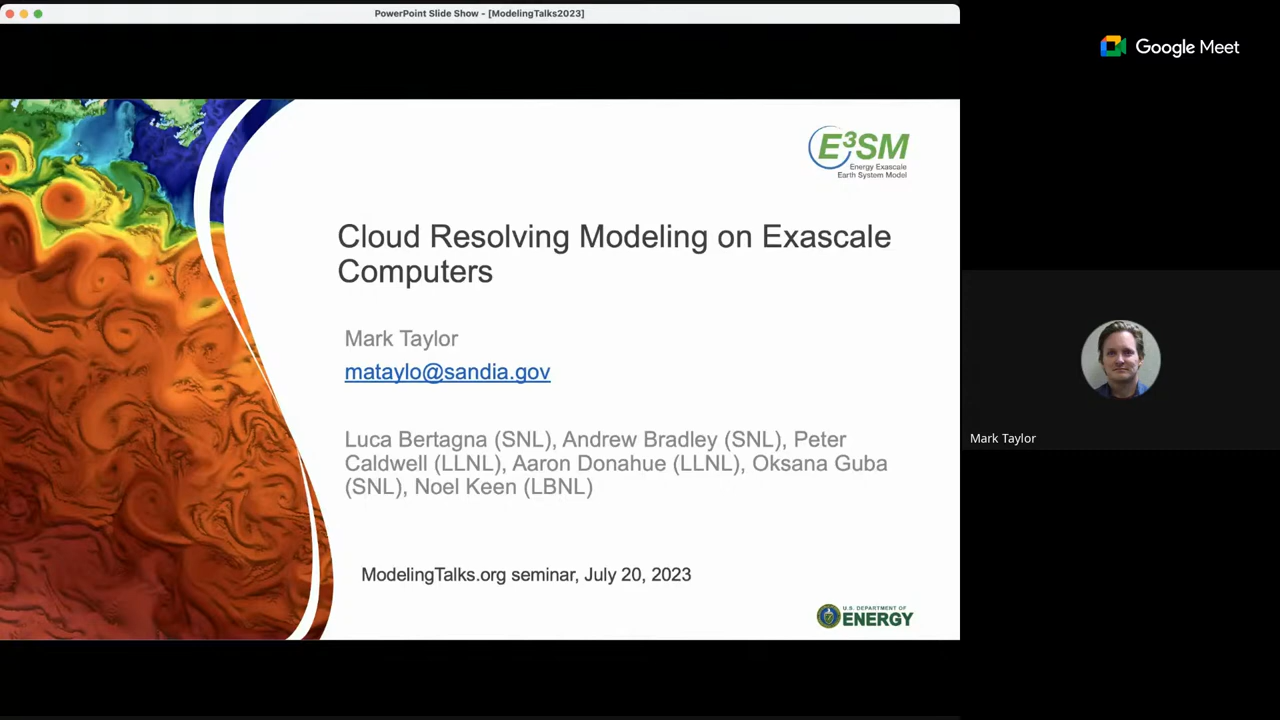 PowerPoint Slide Show - [ModelingTalks2023]
Google Meet
E³SM
Energy Exascale
Earth System Model
Cloud Resolving Modeling on Exascale
Computers
Mark Taylor
mataylo@sandia.gov
Luca Bertagna (SNL), Andrew Bradley (SNL), Peter
Caldwell (LLNL), Aaron Donahue (LLNL), Oksana Guba
(SNL), Noel Keen (LBNL)
Mark Taylor
ModelingTalks.org seminar, July 20, 2023
U.S. DEPARTMENT OF
ENERGY